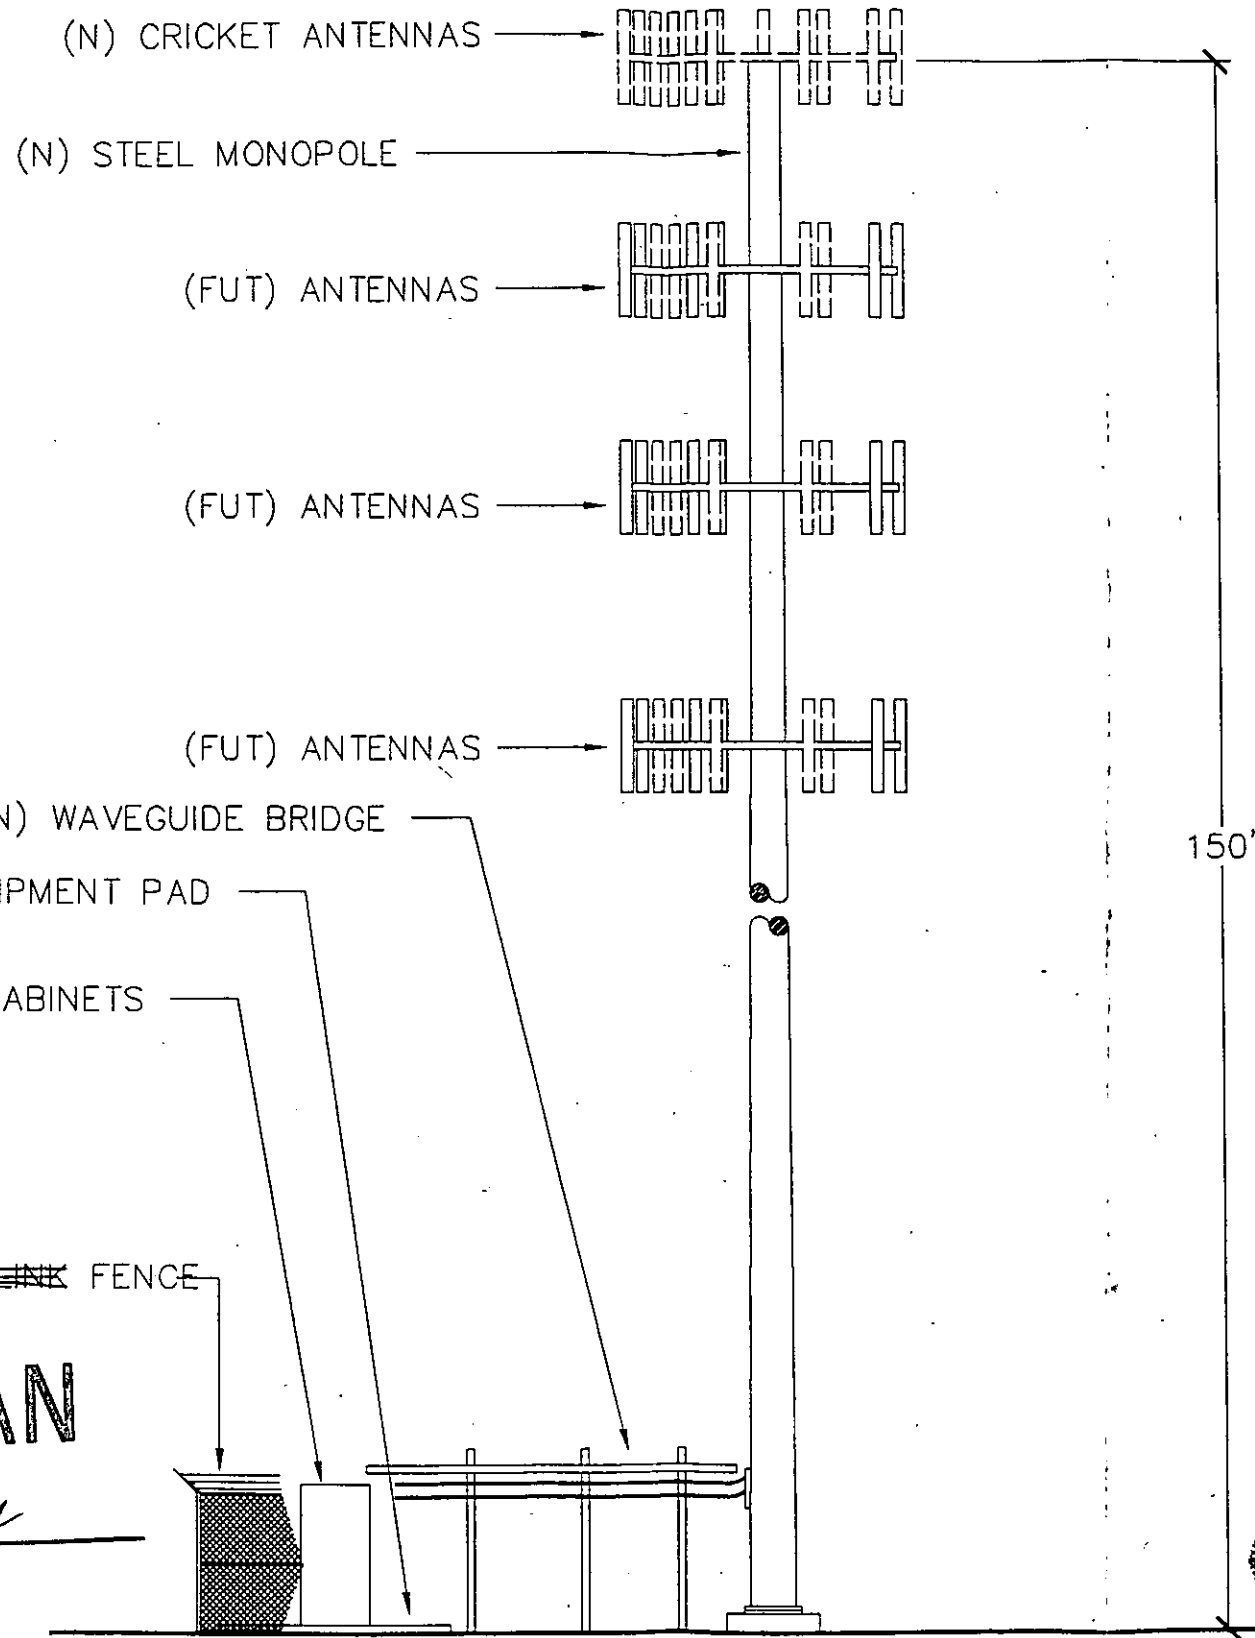 (N) CRICKET ANTENNAS
(N) STEEL MONOPOLE
(FUT) ANTENNAS
(FUT) ANTENNAS
(FUT) ANTENNAS
N) WAVEGUIDE BRIDGE
150'
IPMENT PAD
ABINETS
FENCE
AN